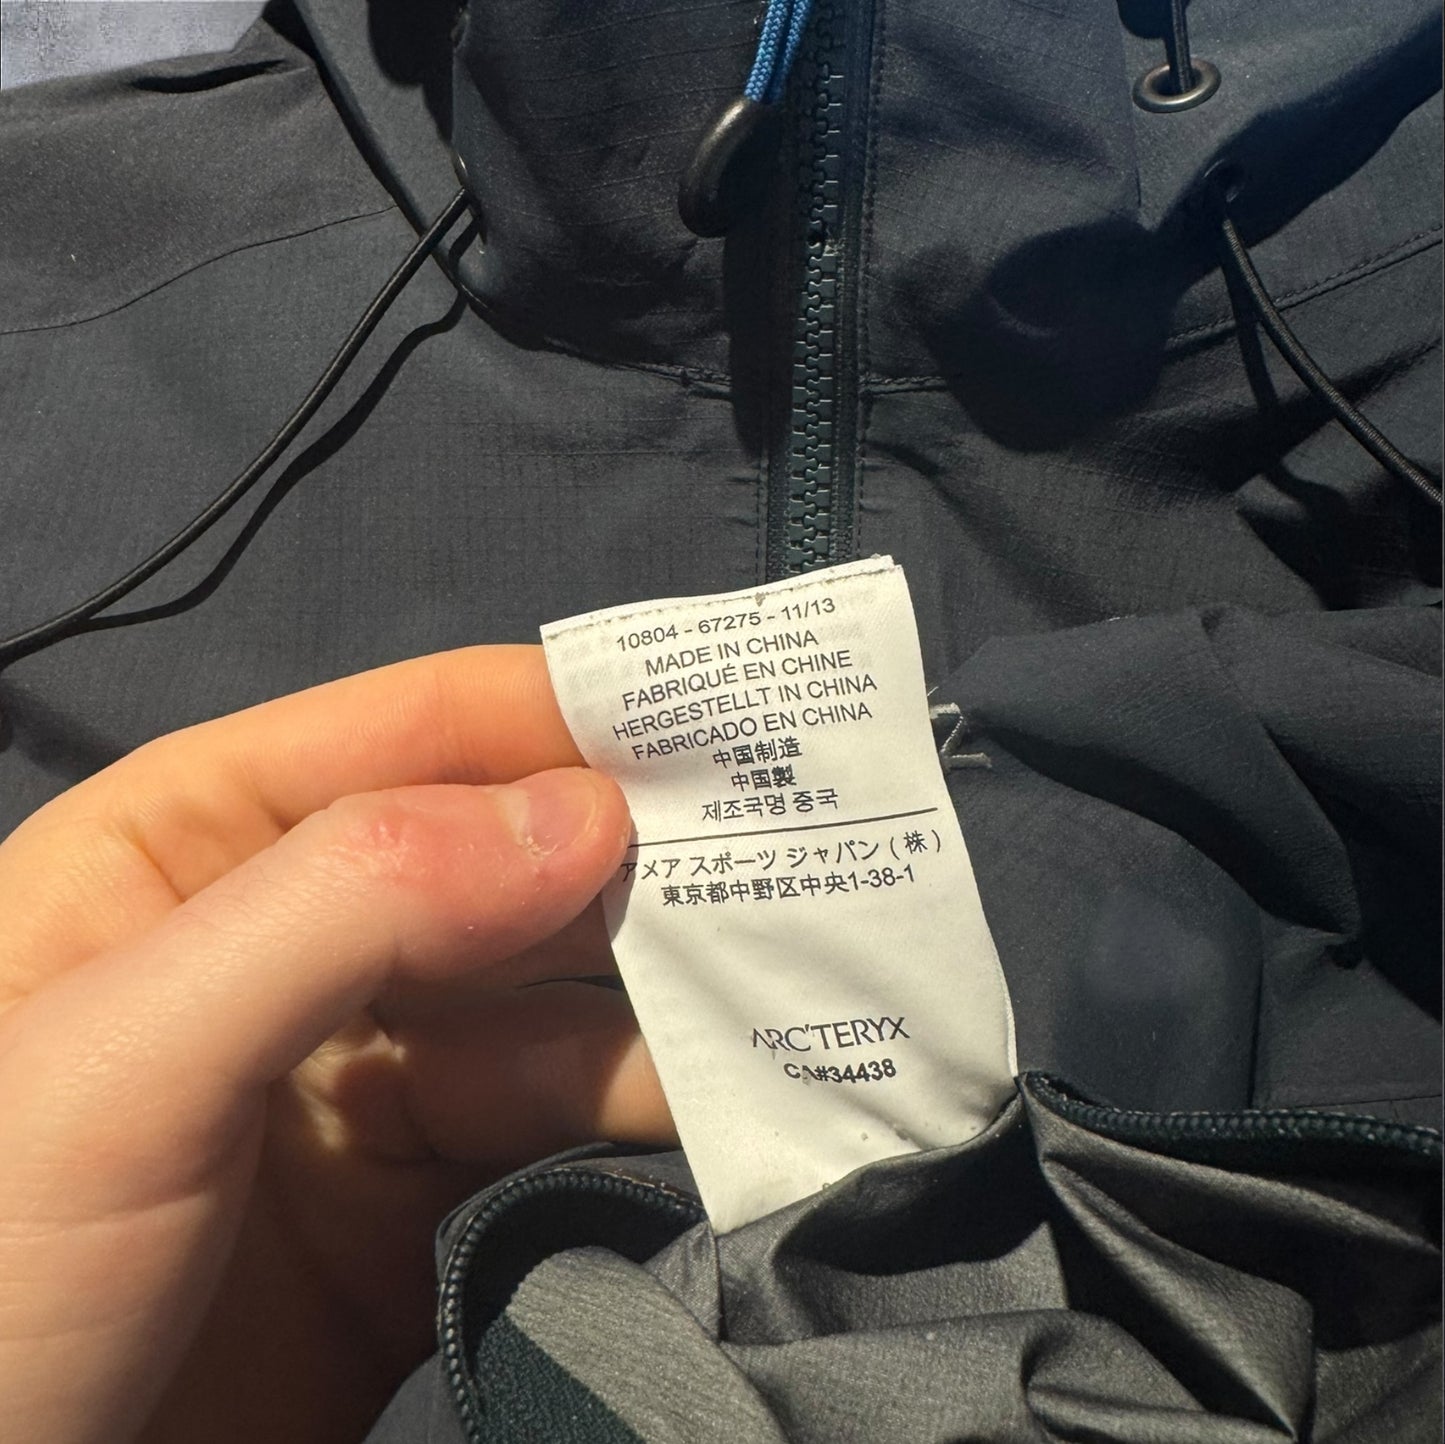 10804 - 67275 - 11/13
MADE IN CHINA
FABRIQUÉ EN CHINE
HERGESTELLT IN CHINA
FABRICADO EN CHINA
中国制造
中国製
제조국명 중국
アメア スポーツ ジャパン ( 株 )
東京都中野区中央1-38-1
ARC'TERYX
CA#34438